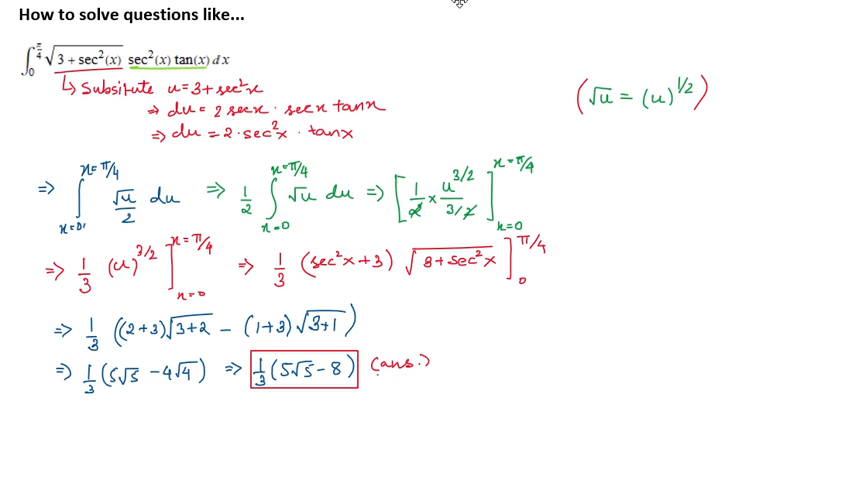 How to solve questions like...
∫₀^(π/4) √(3 + sec²(x)) sec²(x) tan(x) dx
↳ Subsitute u = 3 + sec²x
(√u = (u)^(1/2))
⇒ du = 2 secx · secx tanx
⇒ du = 2 · sec²x · tanx
⇒ ∫_(x=0)^(x=π/4) √u/2 du ⇒ 1/2 ∫_(x=0)^(x=π/4) √u du ⇒ [1/2 × u^(3/2)/(3/2)]_(x=0)^(x=π/4)
⇒ 1/3 (u)^(3/2) ]_(x=0)^(x=π/4) ⇒ 1/3 (sec²x + 3) √(3 + sec²x) ]_0^(π/4)
⇒ 1/3 ((2+3)√(3+2) − (1+3)√(3+1))
⇒ 1/3 (5√5 − 4√4) ⇒ 1/3 (5√5 − 8) (ans.)